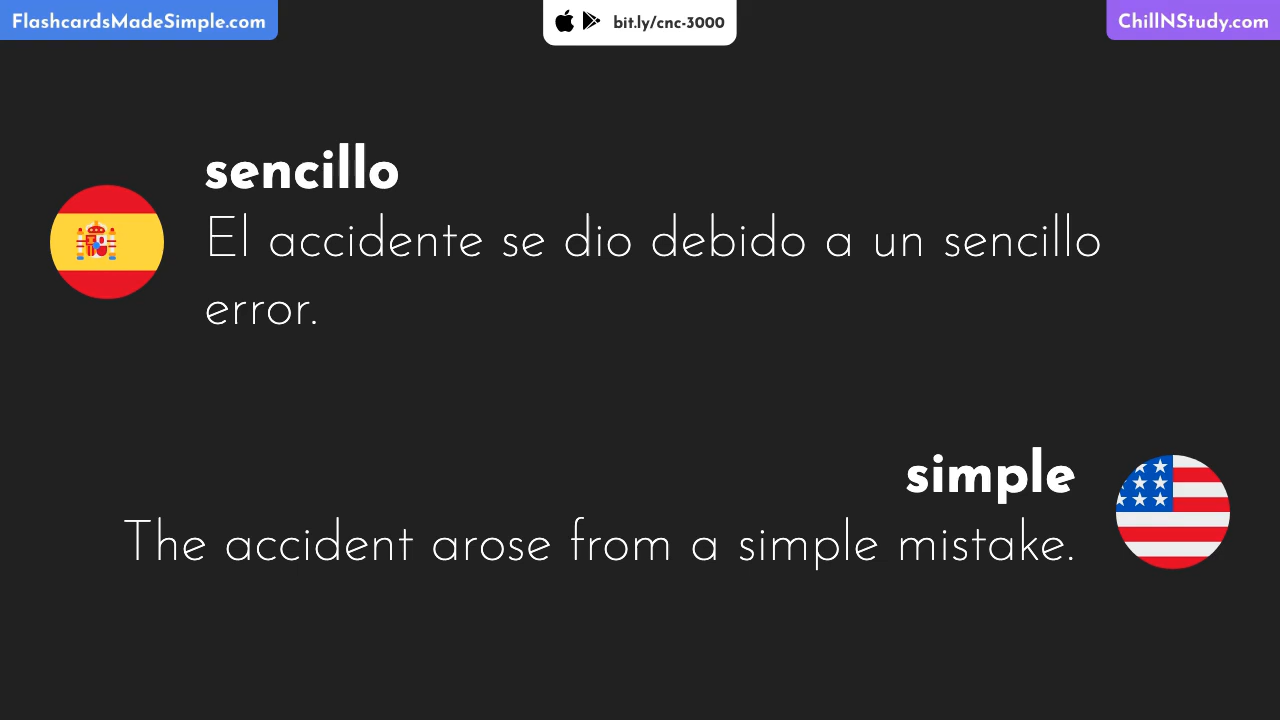 FlashcardsMadeSimple.com
bit.ly/cnc-3000
ChillNStudy.com
sencillo
El accidente se dio debido a un sencillo
error.
simple
The accident arose from a simple mistake.